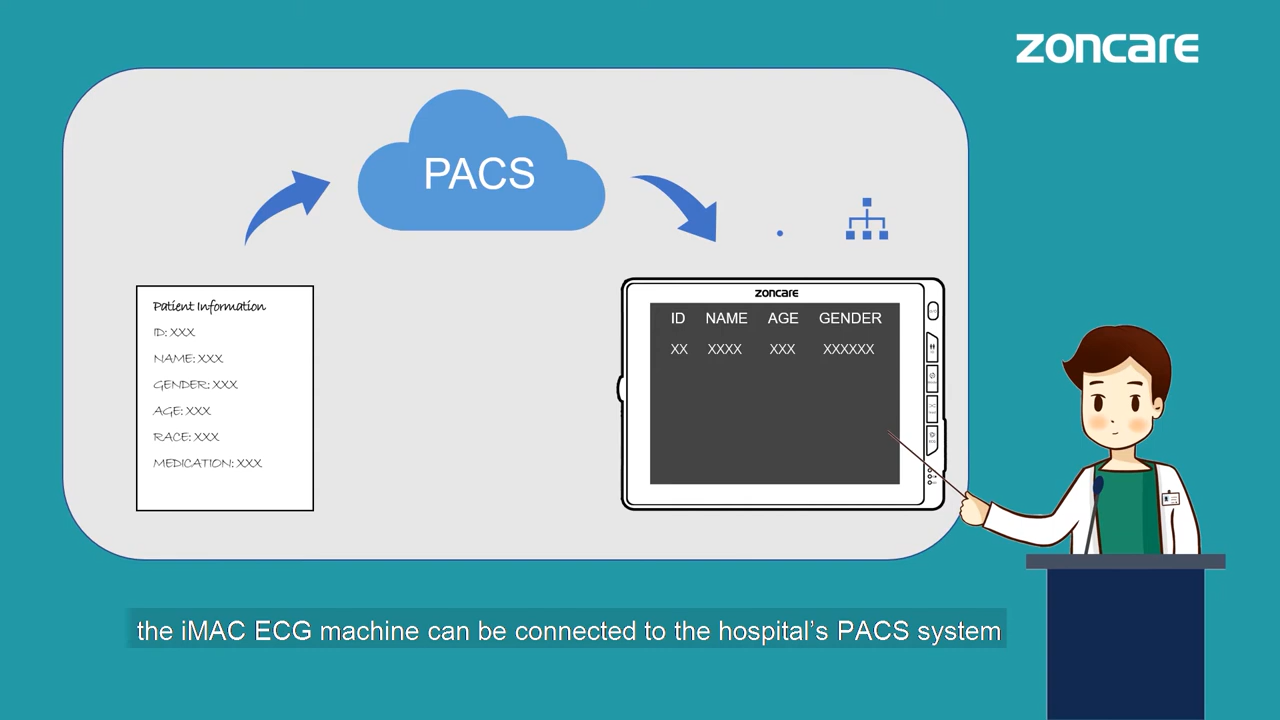 zoncare
PACS
Patient Information
ID: XXX
NAME: XXX
GENDER: XXX
AGE: XXX
RACE: XXX
MEDICATION: XXX
zoncare
ID NAME AGE GENDER
XX XXXX XXX XXXXXX
the iMAC ECG machine can be connected to the hospital’s PACS system